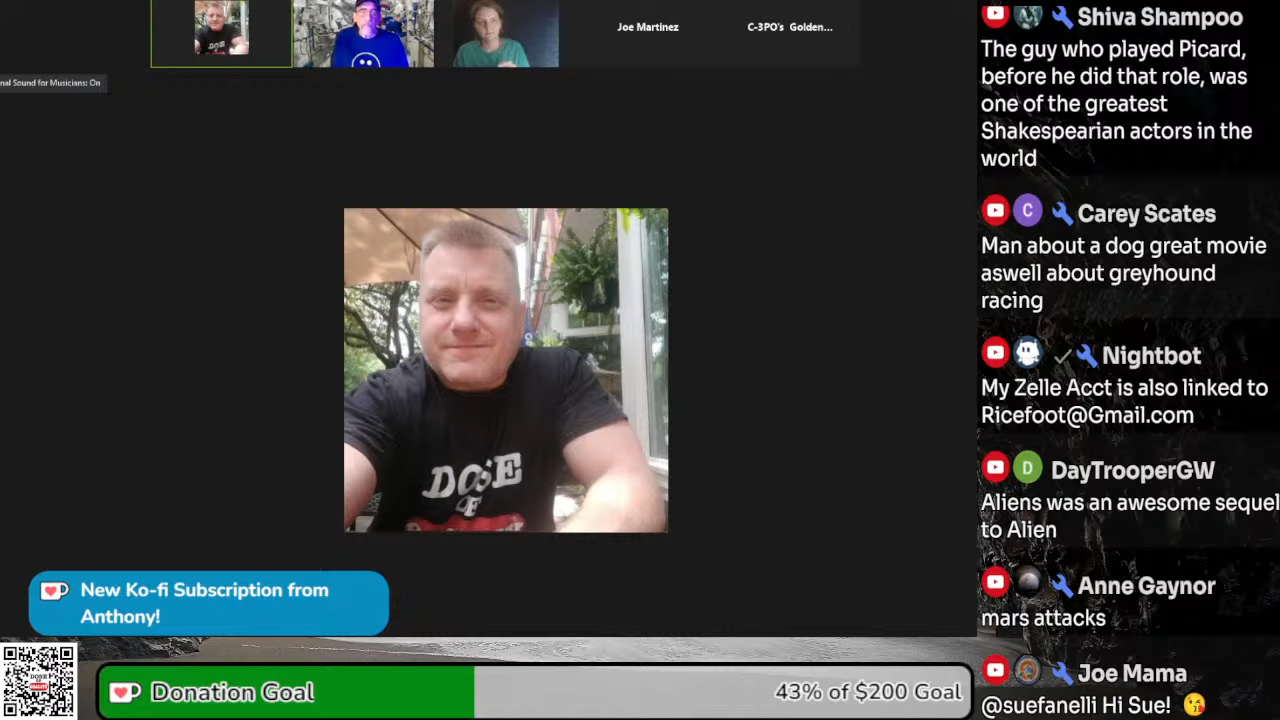 Joe Martinez
C-3PO's Golden...
nal Sound for Musicians: On
DOSE
OF
New Ko-fi Subscription from
Anthony!
DOSE
Donation Goal
43% of $200 Goal
Shiva Shampoo
The guy who played Picard,
before he did that role, was
one of the greatest
Shakespearian actors in the
world
C Carey Scates
Man about a dog great movie
aswell about greyhound
racing
Nightbot
My Zelle Acct is also linked to
Ricefoot@Gmail.com
D DayTrooperGW
Aliens was an awesome sequel
to Alien
Anne Gaynor
mars attacks
Joe Mama
@suefanelli Hi Sue! 😘